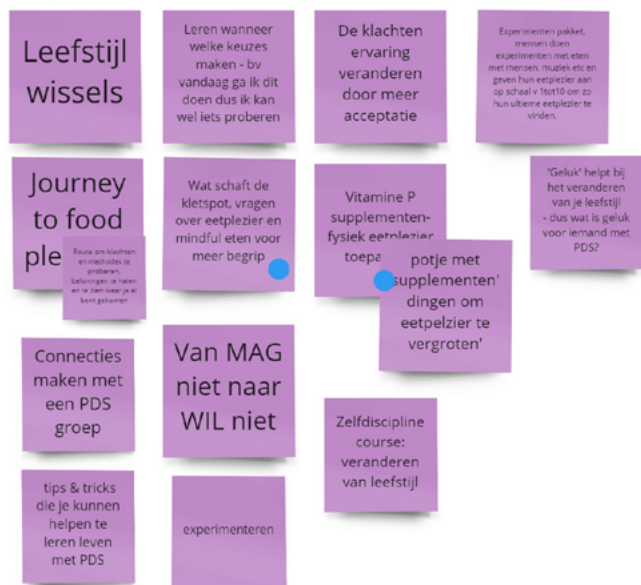 Leefstijl
wissels
Leren wanneer
welke keuzes
maken - bv
vandaag ga ik dit
doen dus ik kan
wel iets proberen
De klachten
ervaring
veranderen
door meer
acceptatie
Experimenten pakket,
mensen doen
experimenten met eten
met mensen, muziek etc en
geven hun eetplezier aan
op schaal v 1tot10 om zo
hun ultieme eetplezier te
vinden.
Journey
to food
ple
Route om klachten
en methodes te
proberen,
beloningen te halen
en te zien waar je al
bent gekomen
Wat schaft de
kletspot, vragen
over eetplezier en
mindful eten voor
meer begrip
Vitamine P
supplementen-
fysiek eetplezier
toepa
potje met
'supplementen'
dingen om
eetpelzier te
vergroten'
'Geluk' helpt bij
het veranderen
van je leefstijl
- dus wat is geluk
voor iemand met
PDS?
Connecties
maken met
een PDS
groep
Van MAG
niet naar
WIL niet
Zelfdiscipline
course:
veranderen
van leefstijl
tips & tricks
die je kunnen
helpen te
leren leven
met PDS
experimenteren